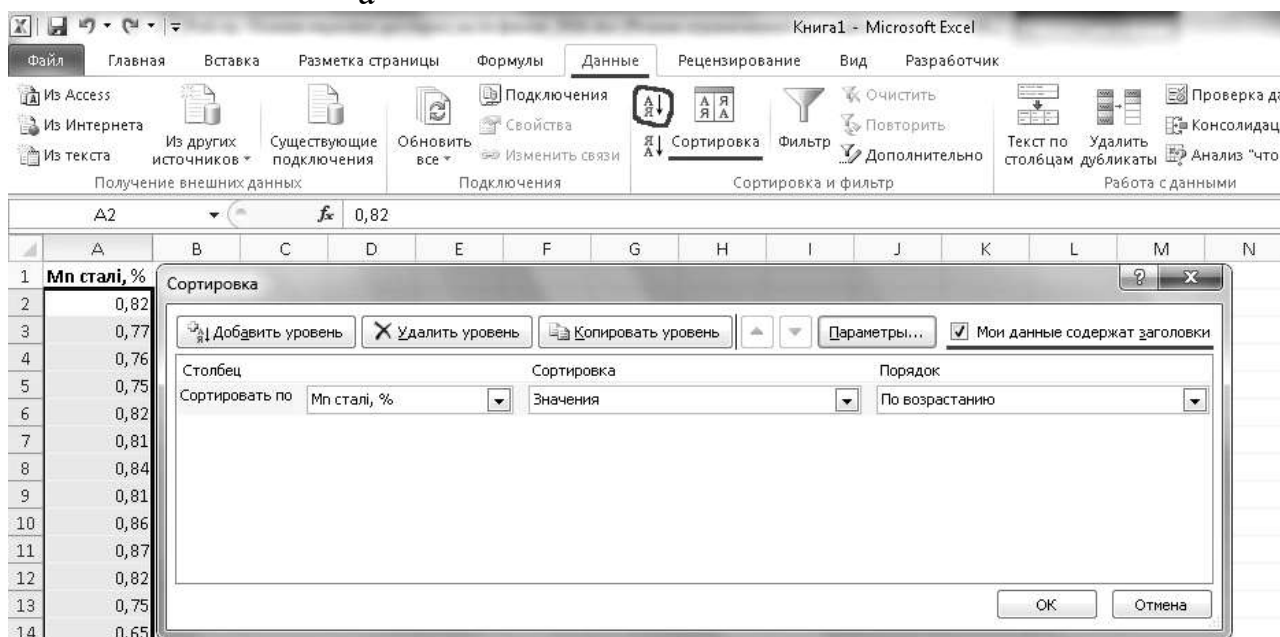 а
Книга1 - Microsoft Excel
Файл Главная Вставка Разметка страницы Формулы Данные Рецензирование Вид Разработчик
Из Access
Из Интернета
Из текста
Из других источников
Существующие подключения
Получение внешних данных
Обновить все
Подключения
Свойства
Изменить связи
Подключения
А Я
Я А
Сортировка
Фильтр
Очистить
Повторить
Дополнительно
Сортировка и фильтр
Текст по столбцам
Удалить дубликаты
Проверка да
Консолидац
Анализ "что
Работа с данными
A2 fx 0,82
A B C D E F G H I J K L M N
1 Mn сталі, %
2 0,82
3 0,77
4 0,76
5 0,75
6 0,82
7 0,81
8 0,84
9 0,81
10 0,86
11 0,87
12 0,82
13 0,75
14 0,65
Сортировка
Добавить уровень Удалить уровень Копировать уровень Параметры... Мои данные содержат заголовки
Столбец Сортировка Порядок
Сортировать по Mn сталі, % Значения По возрастанию
ОК Отмена